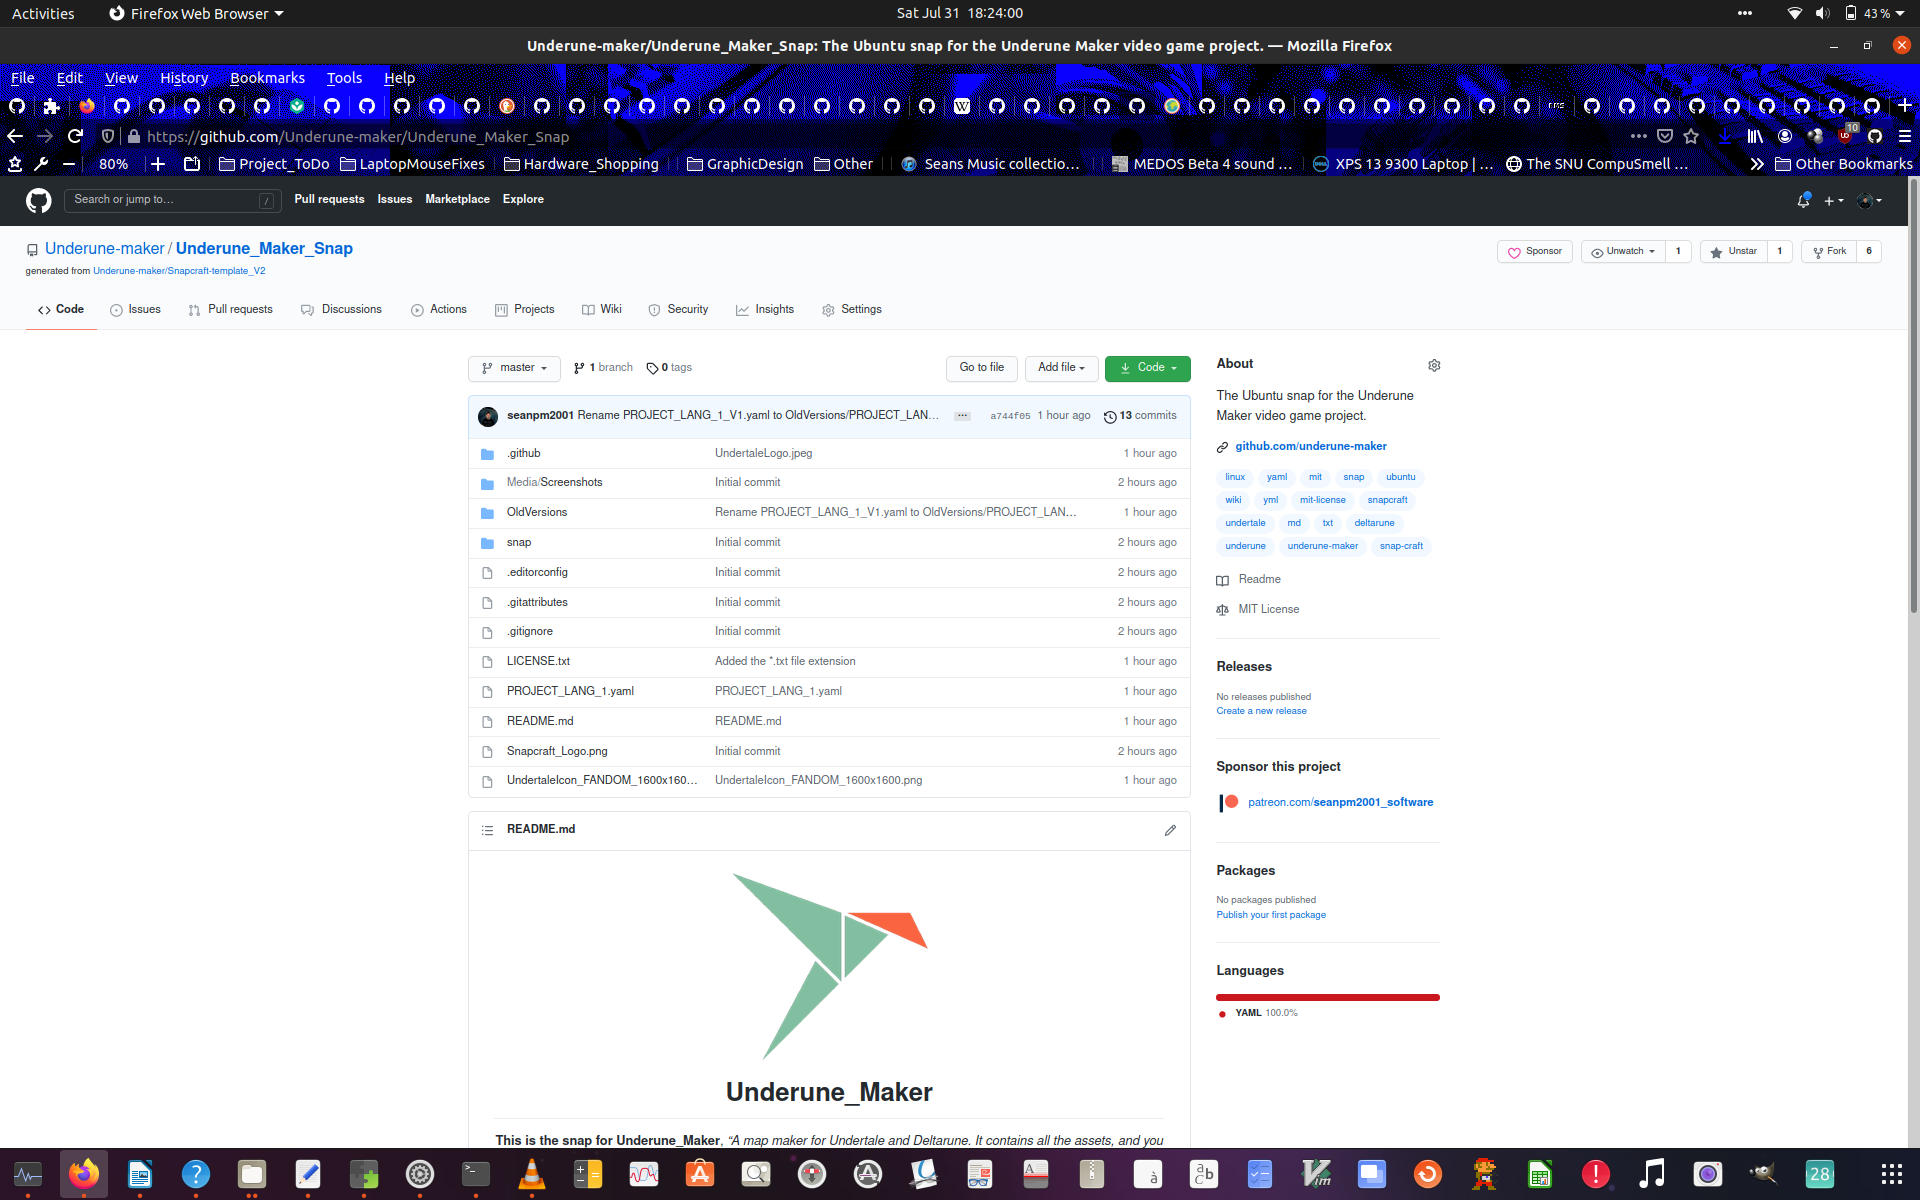 Activities Firefox Web Browser Sat Jul 31 18:24:00 43 %
Underune-maker/Underune_Maker_Snap: The Ubuntu snap for the Underune Maker video game project. — Mozilla Firefox
File Edit View History Bookmarks Tools Help
https://github.com/Underune-maker/Underune_Maker_Snap 10
80% Project_ToDo LaptopMouseFixes Hardware_Shopping GraphicDesign Other Seans Music collectio… MEDOS Beta 4 sound … XPS 13 9300 Laptop | … The SNU CompuSmell … Other Bookmarks
Search or jump to… / Pull requests Issues Marketplace Explore
Underune-maker / Underune_Maker_Snap
generated from Underune-maker/Snapcraft-template_V2
Sponsor Unwatch 1 Unstar 1 Fork 6
Code Issues Pull requests Discussions Actions Projects Wiki Security Insights Settings
master 1 branch 0 tags Go to file Add file Code
seanpm2001 Rename PROJECT_LANG_1_V1.yaml to OldVersions/PROJECT_LAN… ... a744f05 1 hour ago 13 commits
.github UndertaleLogo.jpeg 1 hour ago
Media/Screenshots Initial commit 2 hours ago
OldVersions Rename PROJECT_LANG_1_V1.yaml to OldVersions/PROJECT_LAN… 1 hour ago
snap Initial commit 2 hours ago
.editorconfig Initial commit 2 hours ago
.gitattributes Initial commit 2 hours ago
.gitignore Initial commit 2 hours ago
LICENSE.txt Added the *.txt file extension 1 hour ago
PROJECT_LANG_1.yaml PROJECT_LANG_1.yaml 1 hour ago
README.md README.md 1 hour ago
Snapcraft_Logo.png Initial commit 2 hours ago
UndertaleIcon_FANDOM_1600x160… UndertaleIcon_FANDOM_1600x1600.png 1 hour ago
README.md
Underune_Maker
This is the snap for Underune_Maker, “A map maker for Undertale and Deltarune. It contains all the assets, and you
About
The Ubuntu snap for the Underune
Maker video game project.
github.com/underune-maker
linux yaml mit snap ubuntu
wiki yml mit-license snapcraft
undertale md txt deltarune
underune underune-maker snap-craft
Readme
MIT License
Releases
No releases published
Create a new release
Sponsor this project
patreon.com/seanpm2001_software
Packages
No packages published
Publish your first package
Languages
YAML 100.0%
28